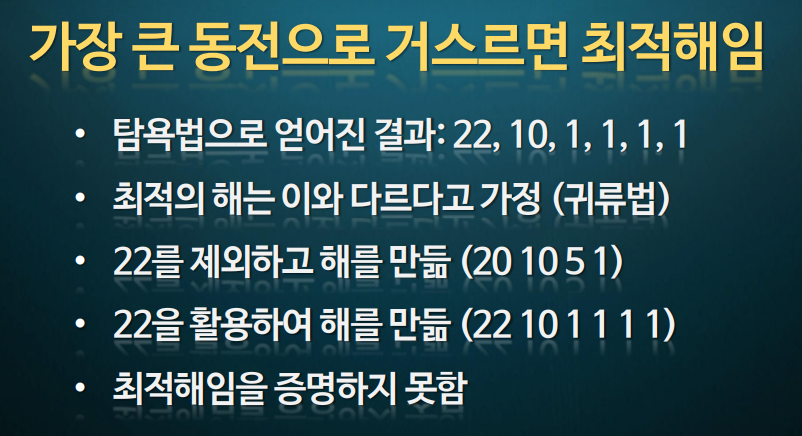 가장 큰 동전으로 거스르면 최적해임
• 탐욕법으로 얻어진 결과: 22, 10, 1, 1, 1, 1
• 최적의 해는 이와 다르다고 가정 (귀류법)
• 22를 제외하고 해를 만듦 (20 10 5 1)
• 22을 활용하여 해를 만듦 (22 10 1 1 1 1)
• 최적해임을 증명하지 못함